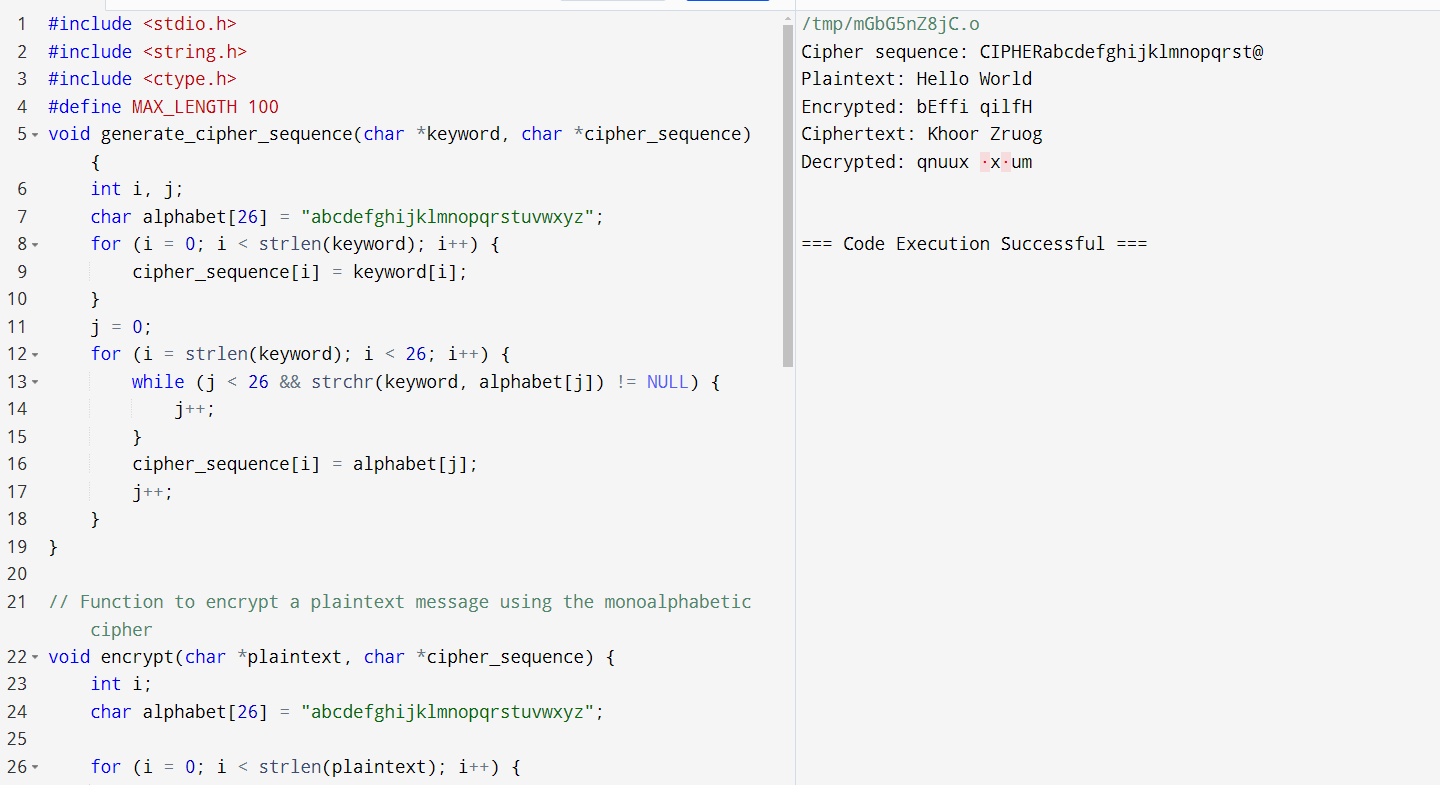 1 #include <stdio.h>
2 #include <string.h>
3 #include <ctype.h>
4 #define MAX_LENGTH 100
5 void generate_cipher_sequence(char *keyword, char *cipher_sequence)
{
6 int i, j;
7 char alphabet[26] = "abcdefghijklmnopqrstuvwxyz";
8 for (i = 0; i < strlen(keyword); i++) {
9 cipher_sequence[i] = keyword[i];
10 }
11 j = 0;
12 for (i = strlen(keyword); i < 26; i++) {
13 while (j < 26 && strchr(keyword, alphabet[j]) != NULL) {
14 j++;
15 }
16 cipher_sequence[i] = alphabet[j];
17 j++;
18 }
19 }
20
21 // Function to encrypt a plaintext message using the monoalphabetic
cipher
22 void encrypt(char *plaintext, char *cipher_sequence) {
23 int i;
24 char alphabet[26] = "abcdefghijklmnopqrstuvwxyz";
25
26 for (i = 0; i < strlen(plaintext); i++) {
/tmp/mGbG5nZ8jC.o
Cipher sequence: CIPHERabcdefghijklmnopqrst@
Plaintext: Hello World
Encrypted: bEffi qilfH
Ciphertext: Khoor Zruog
Decrypted: qnuux ·x·um
=== Code Execution Successful ===